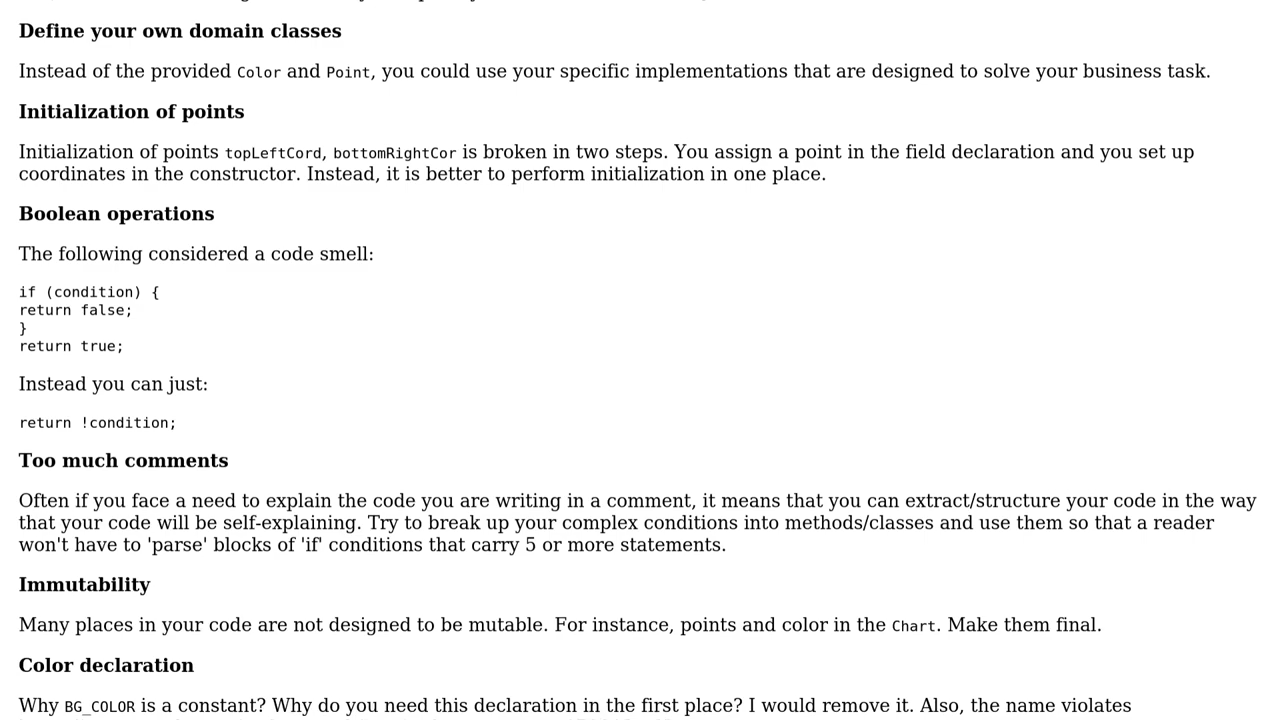 Define your own domain classes
Instead of the provided Color and Point, you could use your specific implementations that are designed to solve your business task.
Initialization of points
Initialization of points topLeftCord, bottomRightCor is broken in two steps. You assign a point in the field declaration and you set up
coordinates in the constructor. Instead, it is better to perform initialization in one place.
Boolean operations
The following considered a code smell:
if (condition) {
return false;
}
return true;
Instead you can just:
return !condition;
Too much comments
Often if you face a need to explain the code you are writing in a comment, it means that you can extract/structure your code in the way
that your code will be self-explaining. Try to break up your complex conditions into methods/classes and use them so that a reader
won't have to 'parse' blocks of 'if' conditions that carry 5 or more statements.
Immutability
Many places in your code are not designed to be mutable. For instance, points and color in the Chart. Make them final.
Color declaration
Why BG_COLOR is a constant? Why do you need this declaration in the first place? I would remove it. Also, the name violates